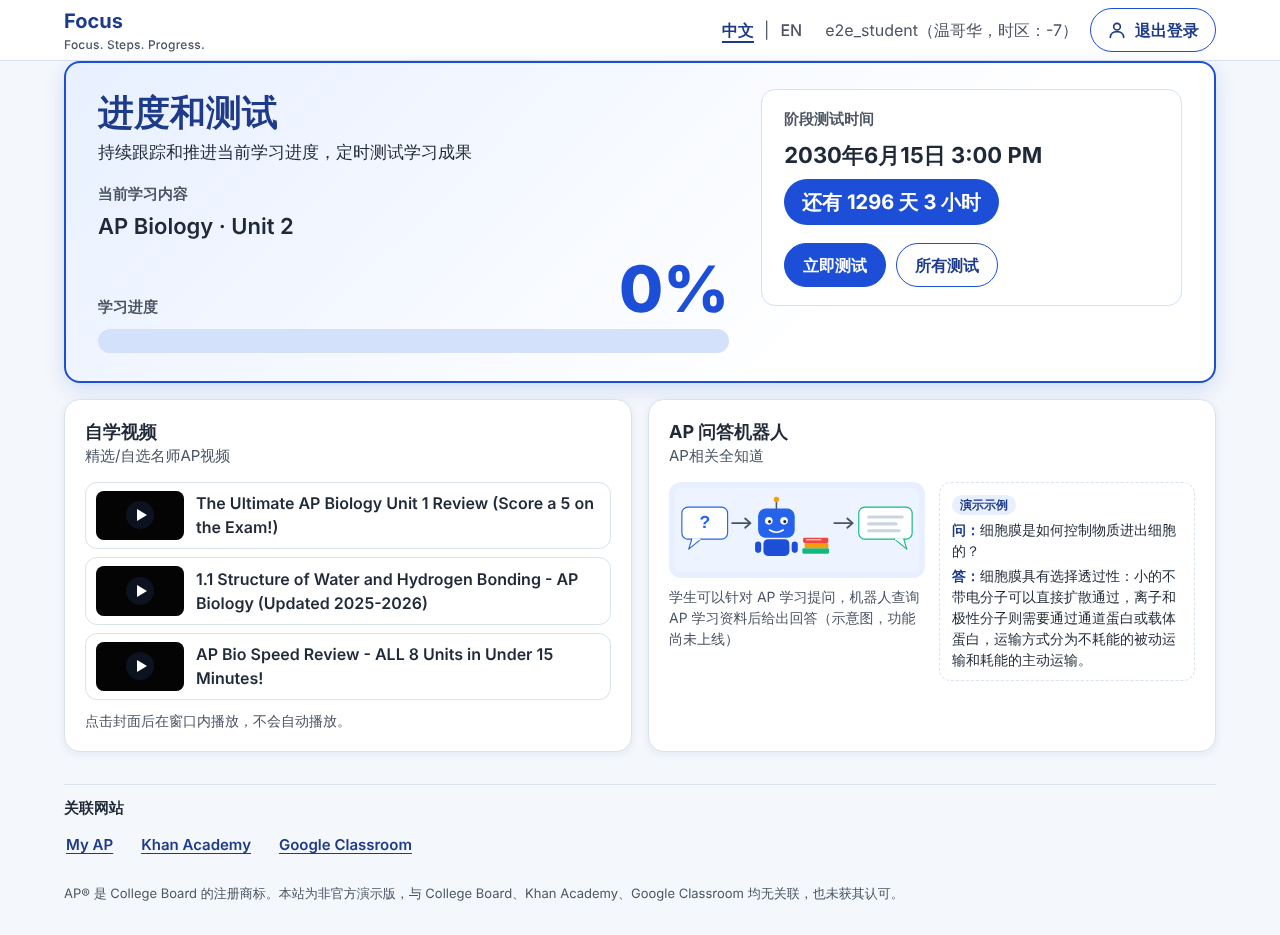 Focus
Focus. Steps. Progress.
中文 | EN e2e_student（温哥华，时区：-7） 退出登录
进度和测试
持续跟踪和推进当前学习进度，定时测试学习成果
当前学习内容
AP Biology · Unit 2
学习进度
0%
阶段测试时间
2030年6月15日 3:00 PM
还有 1296 天 3 小时
立即测试 所有测试
自学视频
精选/自选名师AP视频
The Ultimate AP Biology Unit 1 Review (Score a 5 on
the Exam!)
1.1 Structure of Water and Hydrogen Bonding - AP
Biology (Updated 2025-2026)
AP Bio Speed Review - ALL 8 Units in Under 15
Minutes!
点击封面后在窗口内播放，不会自动播放。
AP 问答机器人
AP相关全知道
?
学生可以针对 AP 学习提问，机器人查询
AP 学习资料后给出回答（示意图，功能
尚未上线）
演示示例
问：细胞膜是如何控制物质进出细胞
的？
答：细胞膜具有选择透过性：小的不
带电分子可以直接扩散通过，离子和
极性分子则需要通过通道蛋白或载体
蛋白，运输方式分为不耗能的被动运
输和耗能的主动运输。
关联网站
My AP Khan Academy Google Classroom
AP® 是 College Board 的注册商标。本站为非官方演示版，与 College Board、Khan Academy、Google Classroom 均无关联，也未获其认可。